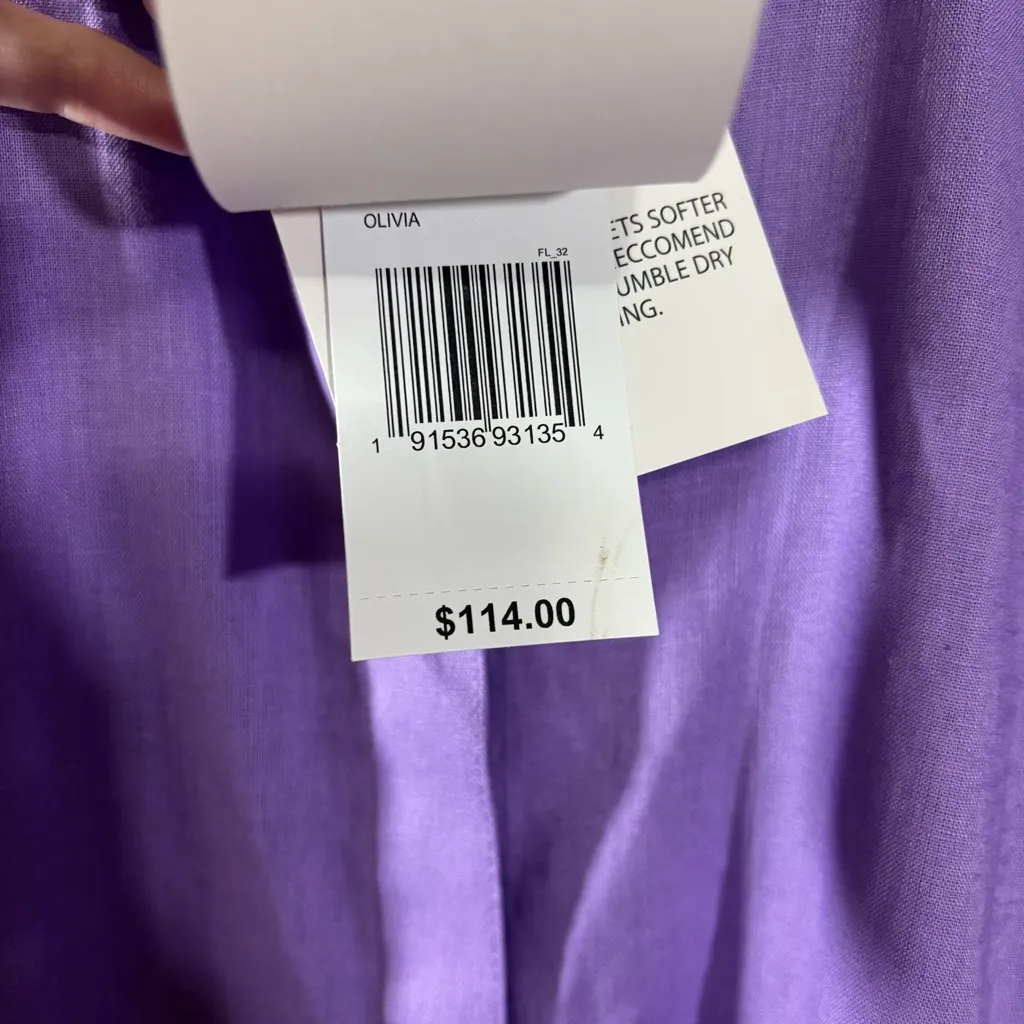 OLIVIA
FL_32
1 91536 93135 4
$114.00
ETS SOFTER
ECCOMEND
UMBLE DRY
ING.